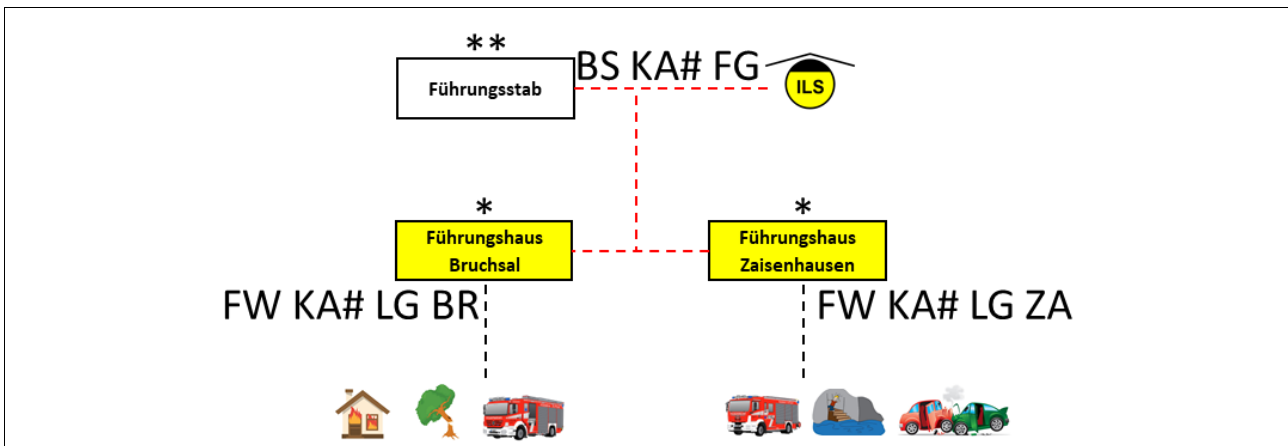 **
BS KA# FG
Führungsstab
ILS
*
*
Führungshaus
Bruchsal
Führungshaus
Zaisenhausen
FW KA# LG BR
FW KA# LG ZA